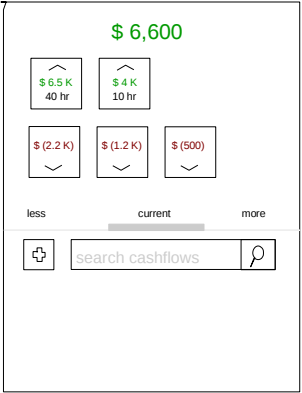 $ 6,600
$ 6.5 K $ 4 K
40 hr 10 hr
$ (2.2 K) $ (1.2 K) $ (500)
less current more
search cashflows